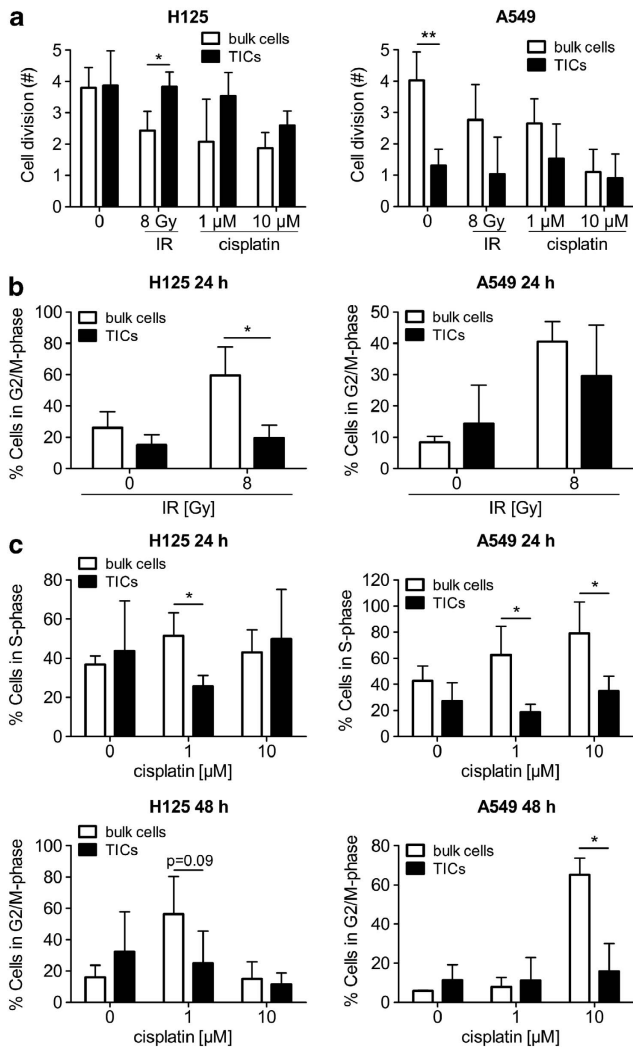 a
H125
bulk cells
TICs
Cell division (#)
5
4
3
2
1
0
*
0
8 Gy
1 µM
10 µM
IR
cisplatin
A549
bulk cells
TICs
Cell division (#)
5
4
3
2
1
0
**
0
8 Gy
1 µM
10 µM
IR
cisplatin
b
H125 24 h
bulk cells
TICs
% Cells in G2/M-phase
100
80
60
40
20
0
*
0
8
IR [Gy]
A549 24 h
bulk cells
TICs
% Cells in G2/M-phase
50
40
30
20
10
0
0
8
IR [Gy]
c
H125 24 h
bulk cells
TICs
% Cells in S-phase
80
60
40
20
0
*
0
1
10
cisplatin [µM]
A549 24 h
bulk cells
TICs
% Cells in S-phase
120
100
80
60
40
20
0
*
*
0
1
10
cisplatin [µM]
H125 48 h
bulk cells
TICs
% Cells in G2/M-phase
100
80
60
40
20
0
p=0.09
0
1
10
cisplatin [µM]
A549 48 h
bulk cells
TICs
% Cells in G2/M-phase
80
60
40
20
0
*
0
1
10
cisplatin [µM]